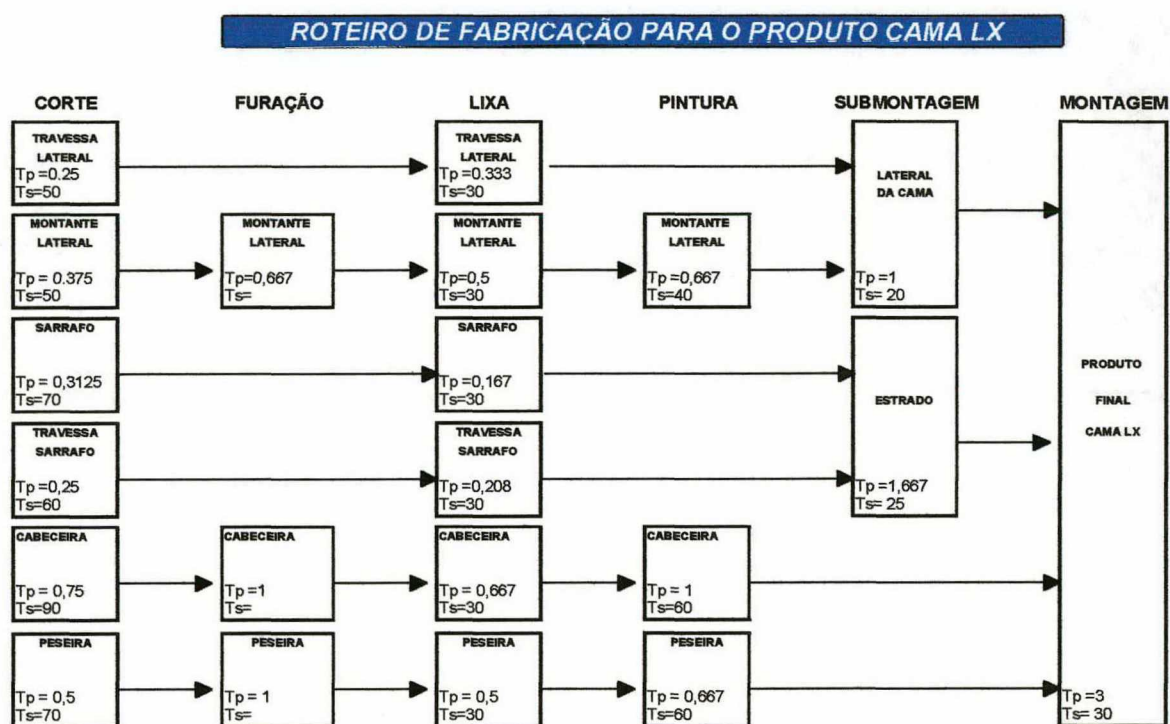 ROTEIRO DE FABRICAÇÃO PARA O PRODUTO CAMA LX
CORTE FURAÇÃO LIXA PINTURA SUBMONTAGEM MONTAGEM
TRAVESSA
LATERAL
Tp =0.25
Ts=50
TRAVESSA
LATERAL
Tp =0.333
Ts=30
LATERAL
DA CAMA
Tp =1
Ts= 20
MONTANTE
LATERAL
Tp = 0.375
Ts=50
MONTANTE
LATERAL
Tp=0,667
Ts=
MONTANTE
LATERAL
Tp=0,5
Ts=30
MONTANTE
LATERAL
Tp=0,667
Ts=40
SARRAFO
Tp = 0,3125
Ts=70
SARRAFO
Tp =0,167
Ts=30
ESTRADO
Tp =1,667
Ts= 25
TRAVESSA
SARRAFO
Tp =0,25
Ts=60
TRAVESSA
SARRAFO
Tp =0,208
Ts=30
CABECEIRA
Tp = 0,75
Ts=90
CABECEIRA
Tp =1
Ts=
CABECEIRA
Tp = 0,667
Ts=30
CABECEIRA
Tp = 1
Ts=60
PESEIRA
Tp = 0,5
Ts=70
PESEIRA
Tp = 1
Ts=
PESEIRA
Tp = 0,5
Ts=30
PESEIRA
Tp = 0,667
Ts=60
PRODUTO
FINAL
CAMA LX
Tp =3
Ts= 30